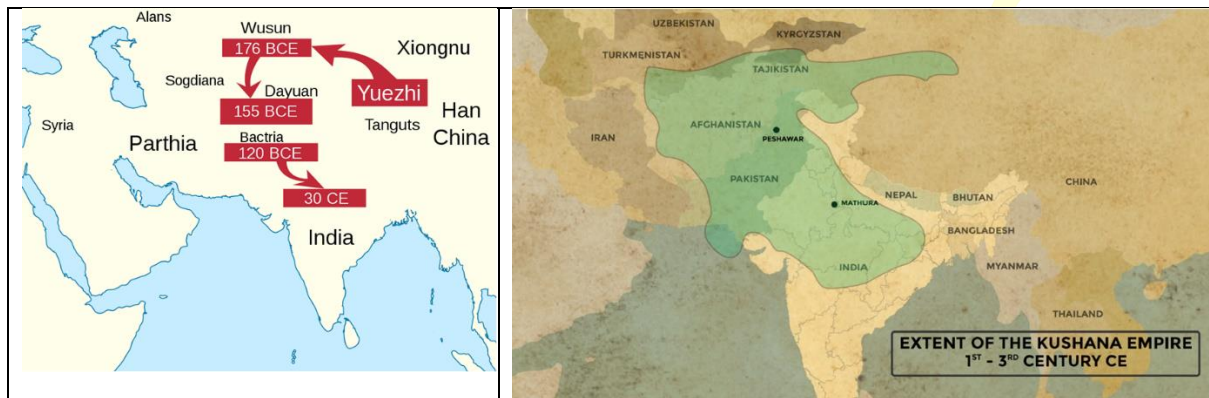 Alans
Wusun
176 BCE
Xiongnu
Sogdiana
Dayuan
155 BCE
Yuezhi
Han
China
Tanguts
Syria
Parthia
Bactria
120 BCE
30 CE
India
UZBEKISTAN
KYRGYZSTAN
TURKMENISTAN
TAJIKISTAN
AFGHANISTAN
PESHAWAR
IRAN
PAKISTAN
CHINA
NEPAL
BHUTAN
MATHURA
BANGLADESH
INDIA
MYANMAR
THAILAND
EXTENT OF THE KUSHANA EMPIRE
1ST - 3RD CENTURY CE